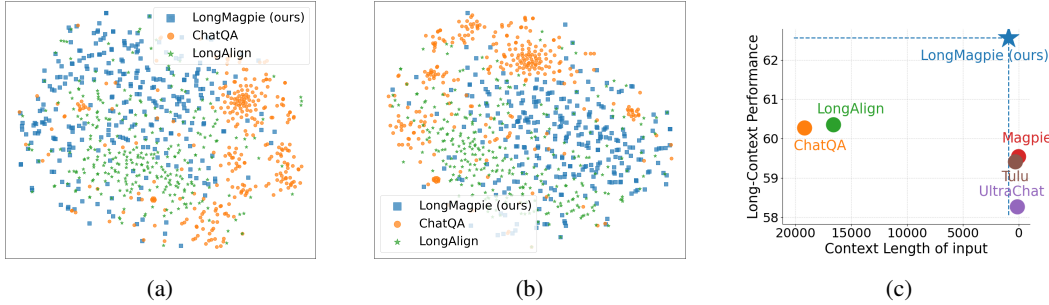 LongMagpie (ours)
ChatQA
LongAlign
(a)
LongMagpie (ours)
ChatQA
LongAlign
(b)
Long-Context Performance
62
61
60
59
58
LongMagpie (ours)
LongAlign
ChatQA
Magpie
Tulu
UltraChat
20000 15000 10000 5000 0
Context Length of input
(c)